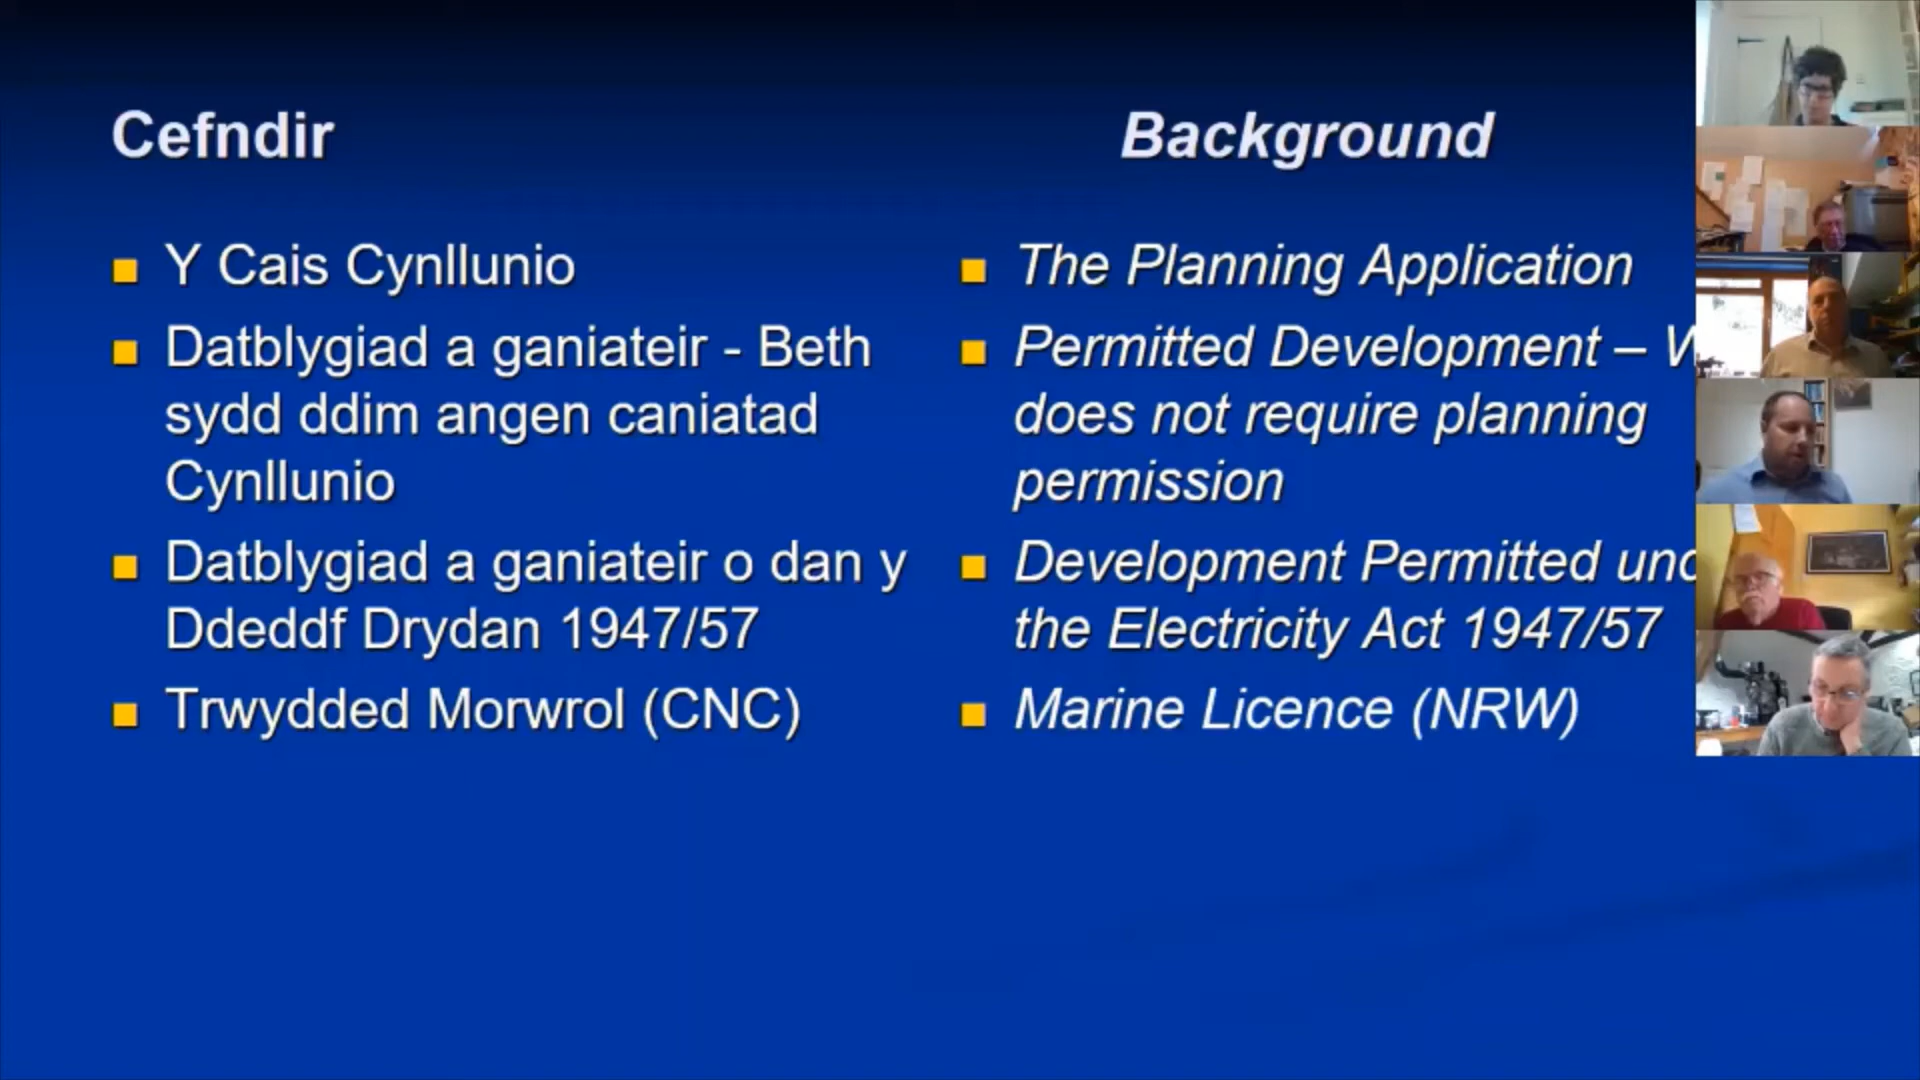 Cefndir
Y Cais Cynllunio
Datblygiad a ganiateir - Beth
sydd ddim angen caniatad
Cynllunio
Datblygiad a ganiateir o dan y
Ddeddf Drydan 1947/57
Trwydded Morwrol (CNC)
Background
The Planning Application
Permitted Development –
does not require planning
permission
Development Permitted
the Electricity Act 1947/57
Marine Licence (NRW)